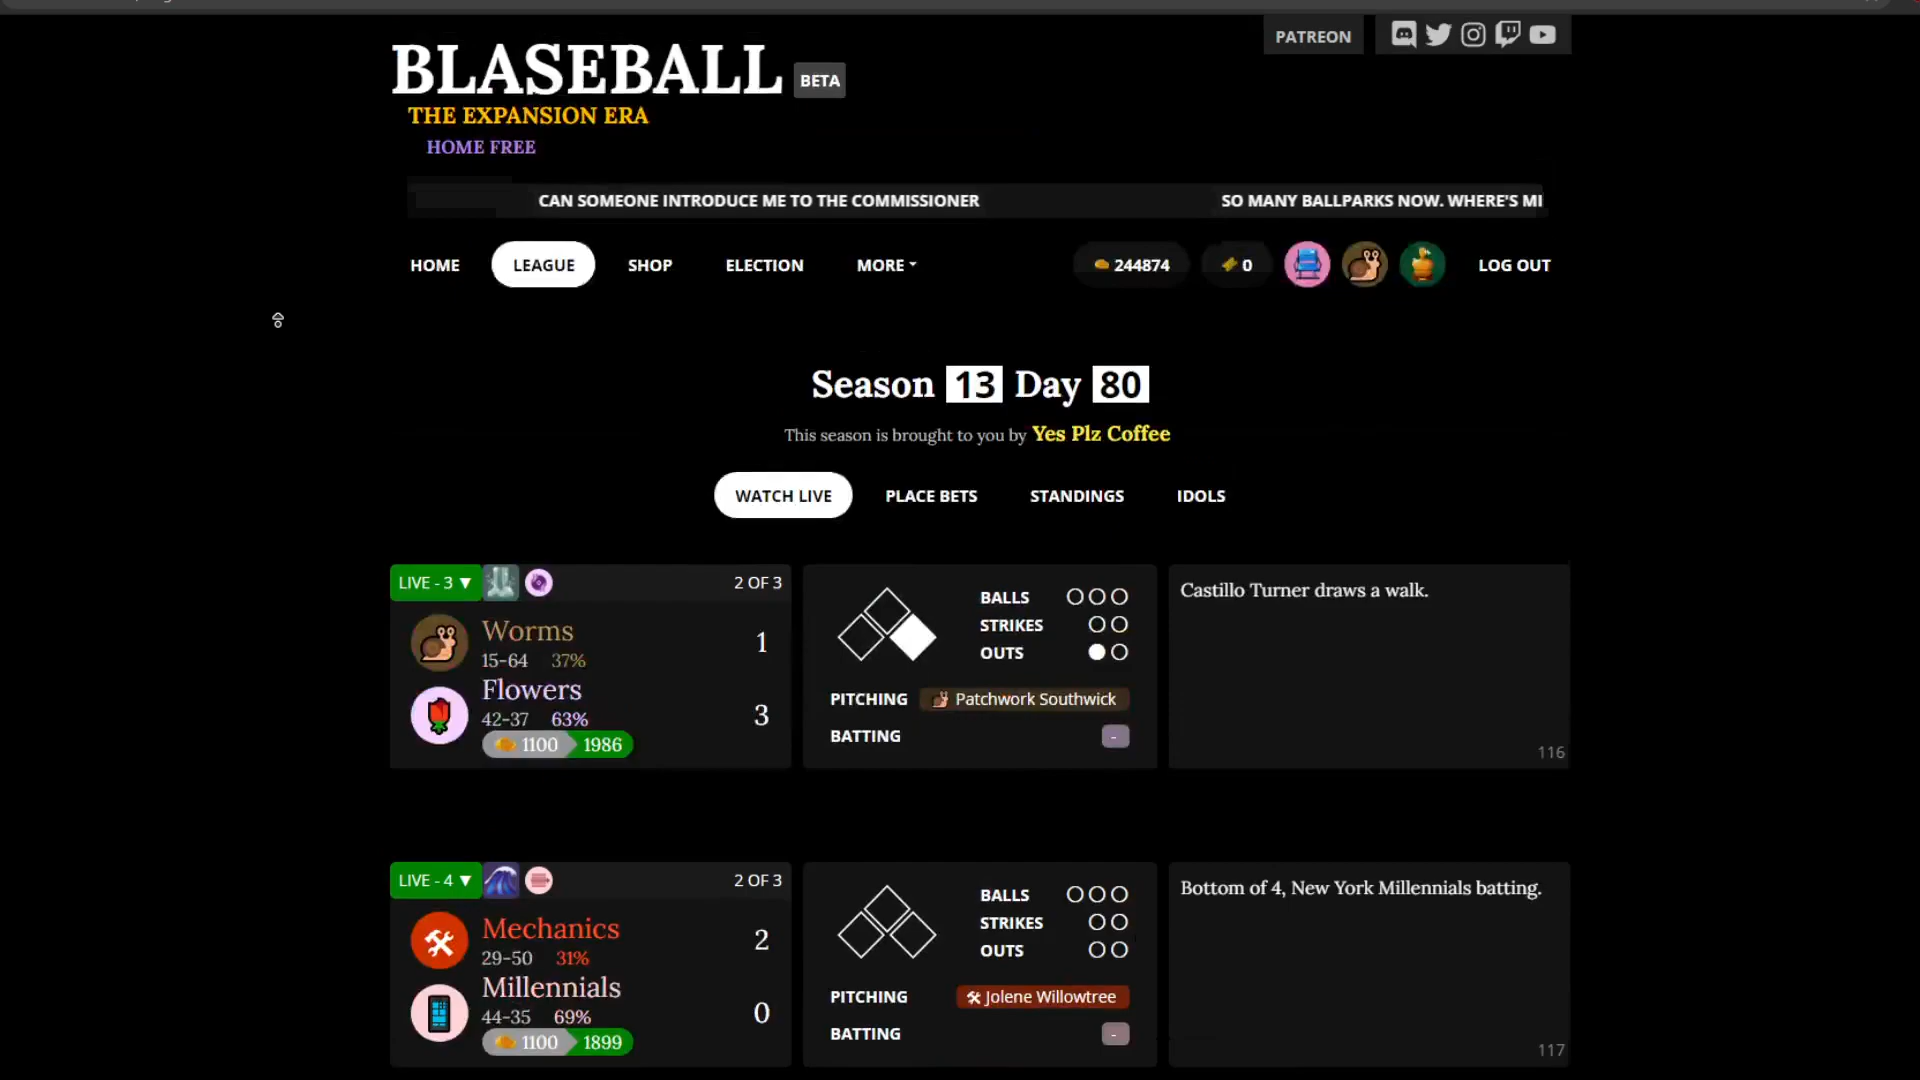 PATREON
BLASEBALL BETA
THE EXPANSION ERA
HOME FREE
CAN SOMEONE INTRODUCE ME TO THE COMMISSIONER SO MANY BALLPARKS NOW. WHERE'S MI
HOME LEAGUE SHOP ELECTION MORE 244874 0 LOG OUT
Season 13 Day 80
This season is brought to you by Yes Plz Coffee
WATCH LIVE PLACE BETS STANDINGS IDOLS
LIVE - 3 ▼ 2 OF 3
Worms 1
15-64 37%
Flowers 3
42-37 63%
1100 1986
BALLS
STRIKES
OUTS
PITCHING Patchwork Southwick
BATTING -
Castillo Turner draws a walk.
116
LIVE - 4 ▼ 2 OF 3
Mechanics 2
29-50 31%
Millennials 0
44-35 69%
1100 1899
BALLS
STRIKES
OUTS
PITCHING Jolene Willowtree
BATTING -
Bottom of 4, New York Millennials batting.
117